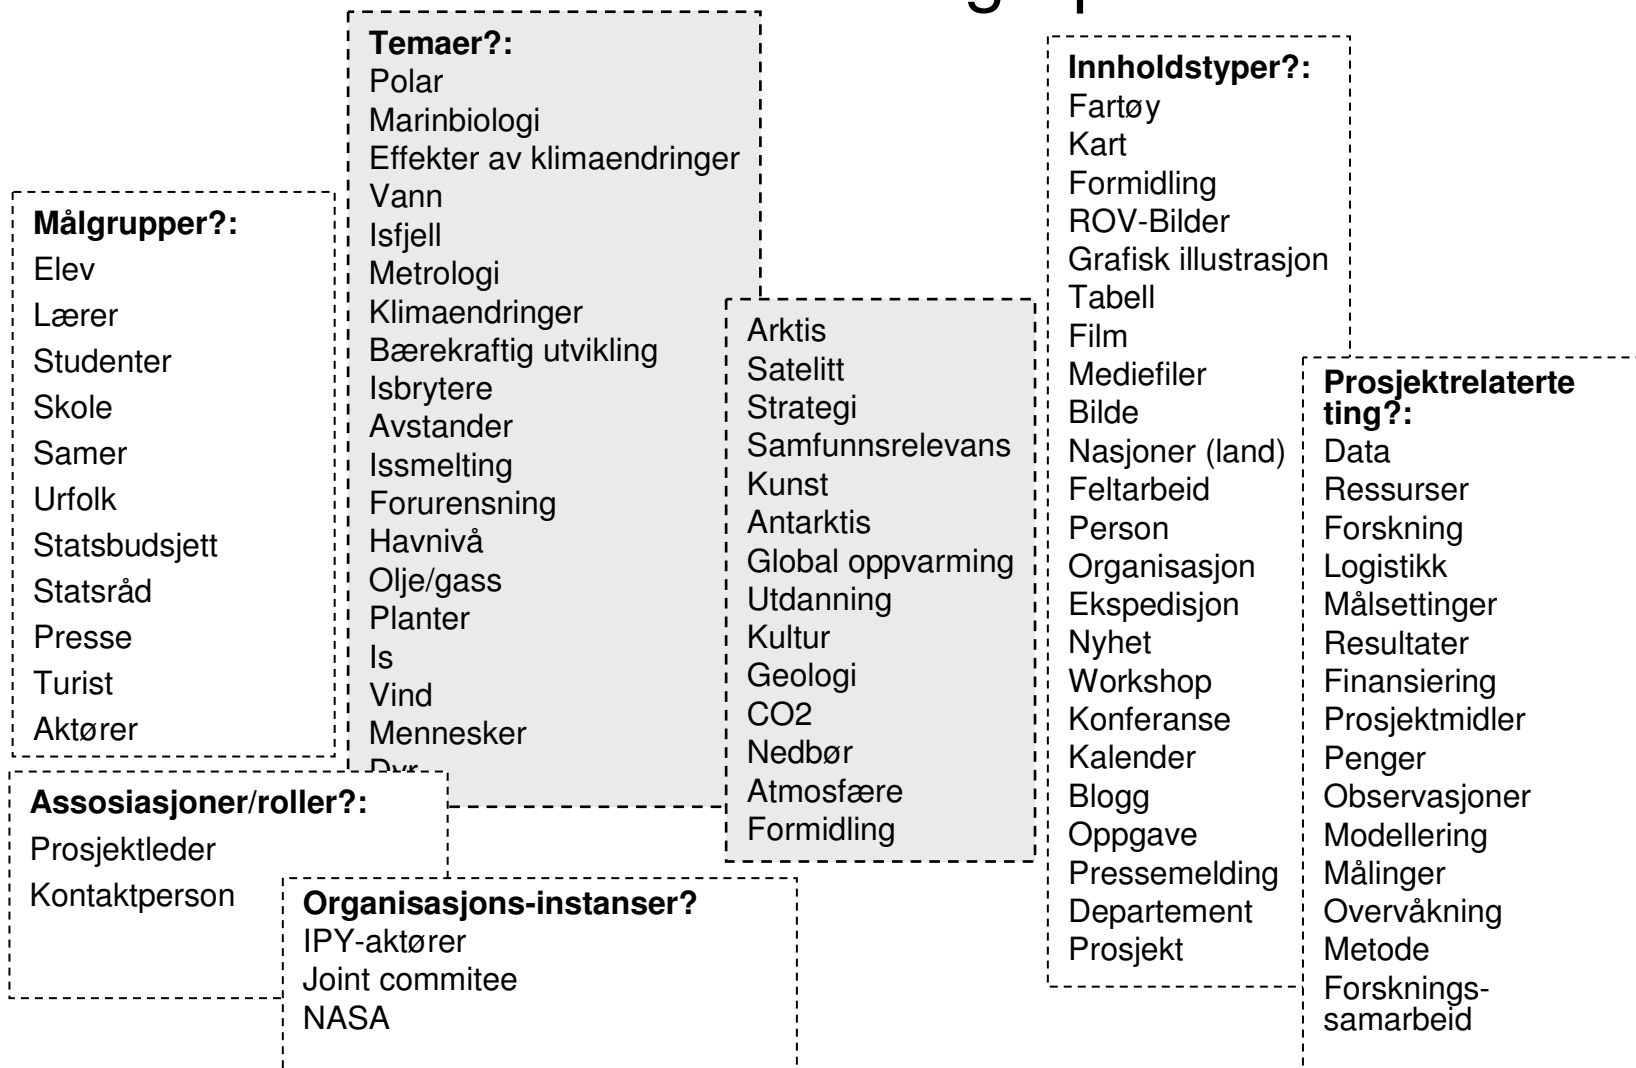 Målgrupper?:
Elev
Lærer
Studenter
Skole
Samer
Urfolk
Statsbudsjett
Statsråd
Presse
Turist
Aktører
Assosiasjoner/roller?:
Prosjektleder
Kontaktperson
Temaer?:
Polar
Marinbiologi
Effekter av klimaendringer
Vann
Isfjell
Metrologi
Klimaendringer
Bærekraftig utvikling
Isbrytere
Avstander
Issmelting
Forurensning
Havnivå
Olje/gass
Planter
Is
Vind
Mennesker
Dyr
Organisasjons-instanser?
IPY-aktører
Joint commitee
NASA
Arktis
Satelitt
Strategi
Samfunnsrelevans
Kunst
Antarktis
Global oppvarming
Utdanning
Kultur
Geologi
CO2
Nedbør
Atmosfære
Formidling
Innholdstyper?:
Fartøy
Kart
Formidling
ROV-Bilder
Grafisk illustrasjon
Tabell
Film
Mediefiler
Bilde
Nasjoner (land)
Feltarbeid
Person
Organisasjon
Ekspedisjon
Nyhet
Workshop
Konferanse
Kalender
Blogg
Oppgave
Pressemelding
Departement
Prosjekt
Prosjektrelaterte
ting?:
Data
Ressurser
Forskning
Logistikk
Målsettinger
Resultater
Finansiering
Prosjektmidler
Penger
Observasjoner
Modellering
Målinger
Overvåkning
Metode
Forsknings-
samarbeid